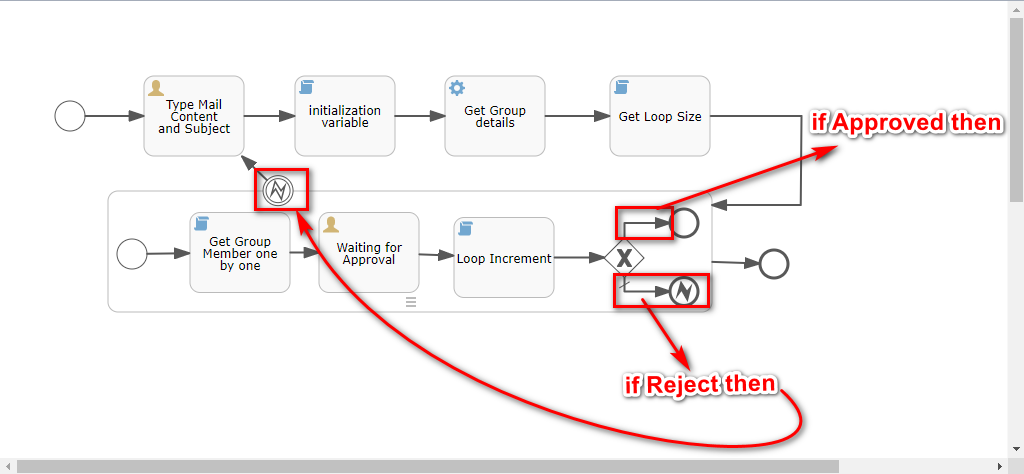 Type Mail
Content
and Subject
initialization
variable
Get Group
details
Get Loop Size
if Approved then
Get Group
Member one
by one
Waiting for
Approval
Loop Increment
X
if Reject then